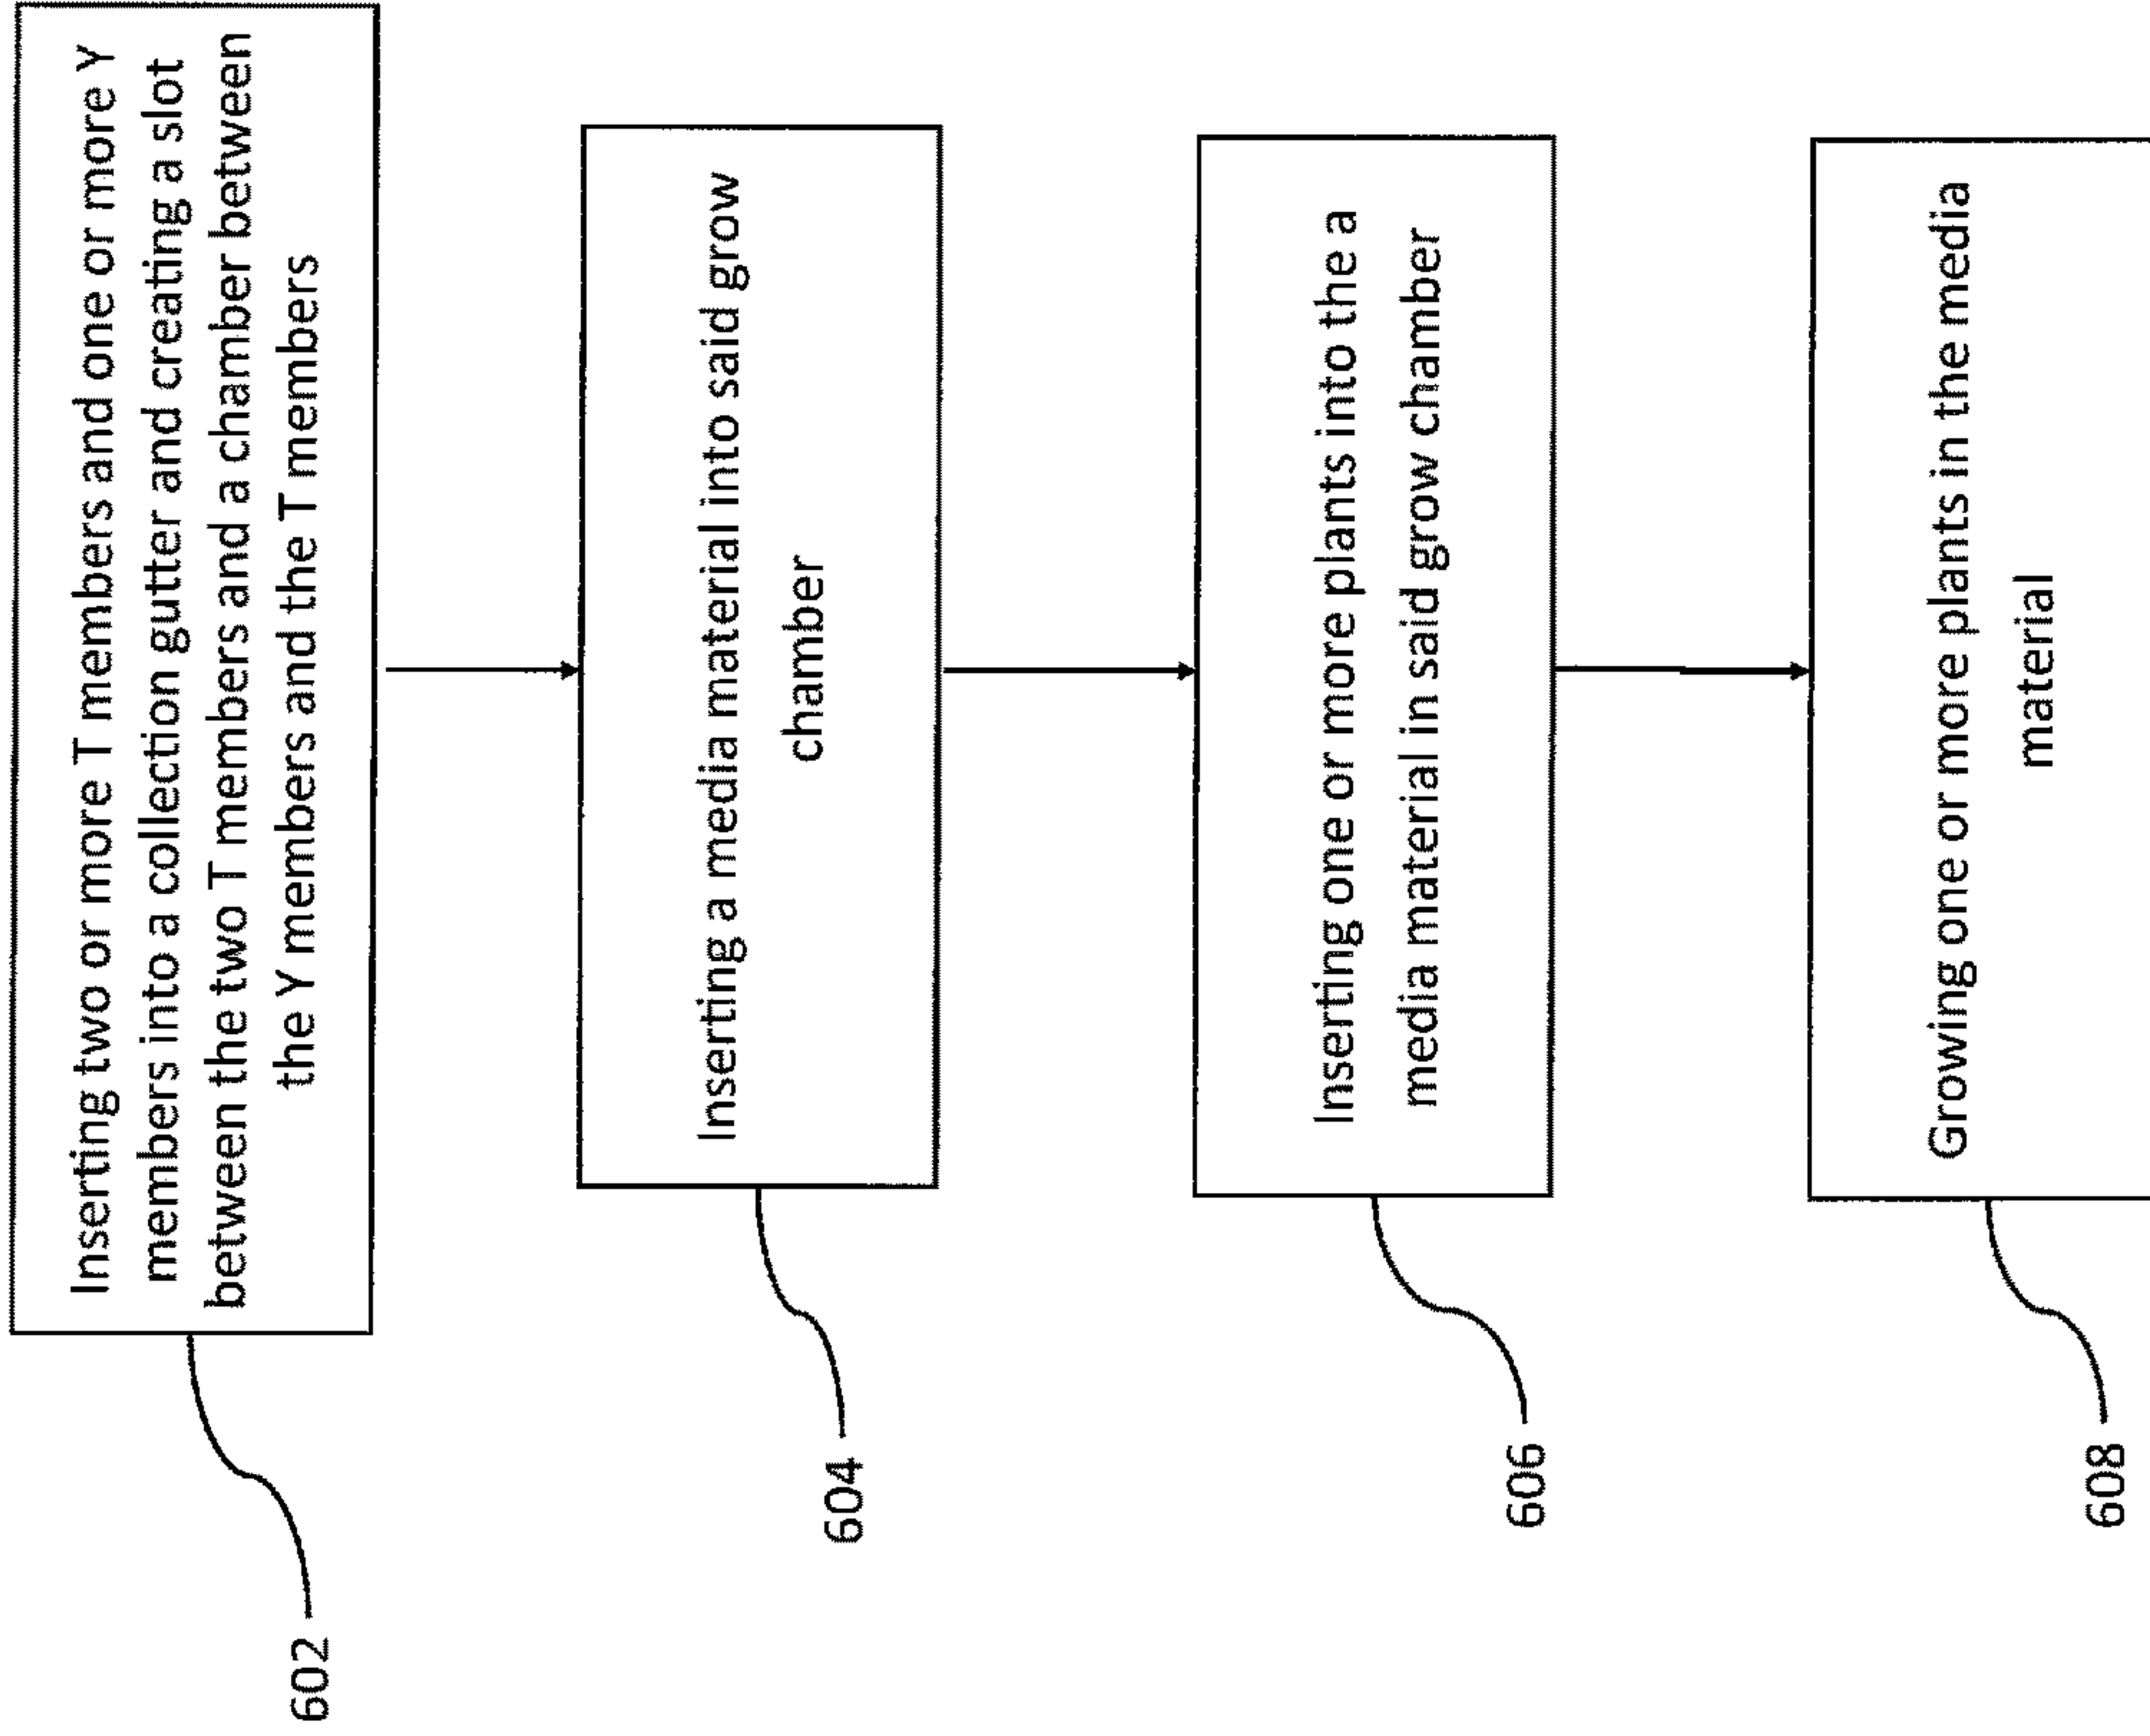 Inserting two or more T members and one or more Y
members into a collection gutter and creating a slot
between the two T members and a chamber between
the Y members and the T members
602
Inserting a media material into said grow
chamber
604
Inserting one or more plants into the a
media material in said grow chamber
606
Growing one or more plants in the media
material
608